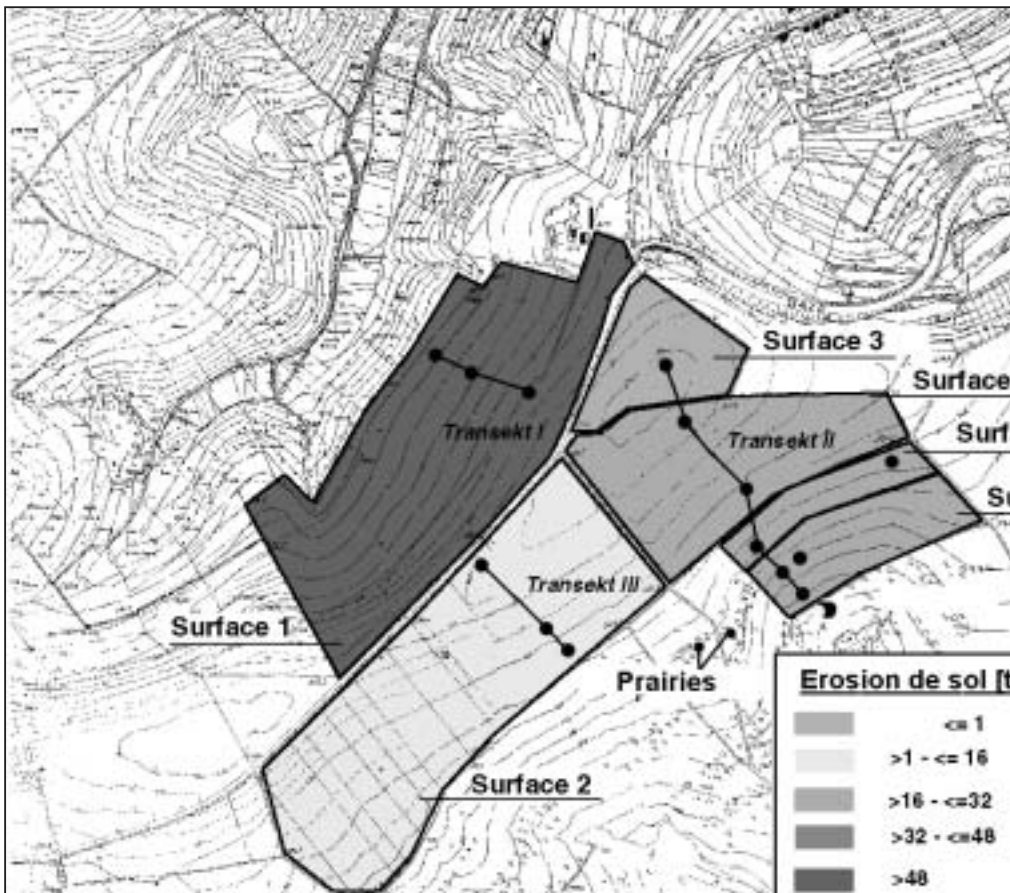 Surface 3
Surface
Transekt I
Transekt II
Surf
Su
Transekt III
Surface 1
Prairies
Erosion de sol [t
<= 1
>1 - <= 16
>16 - <=32
>32 - <=48
>48
Surface 2